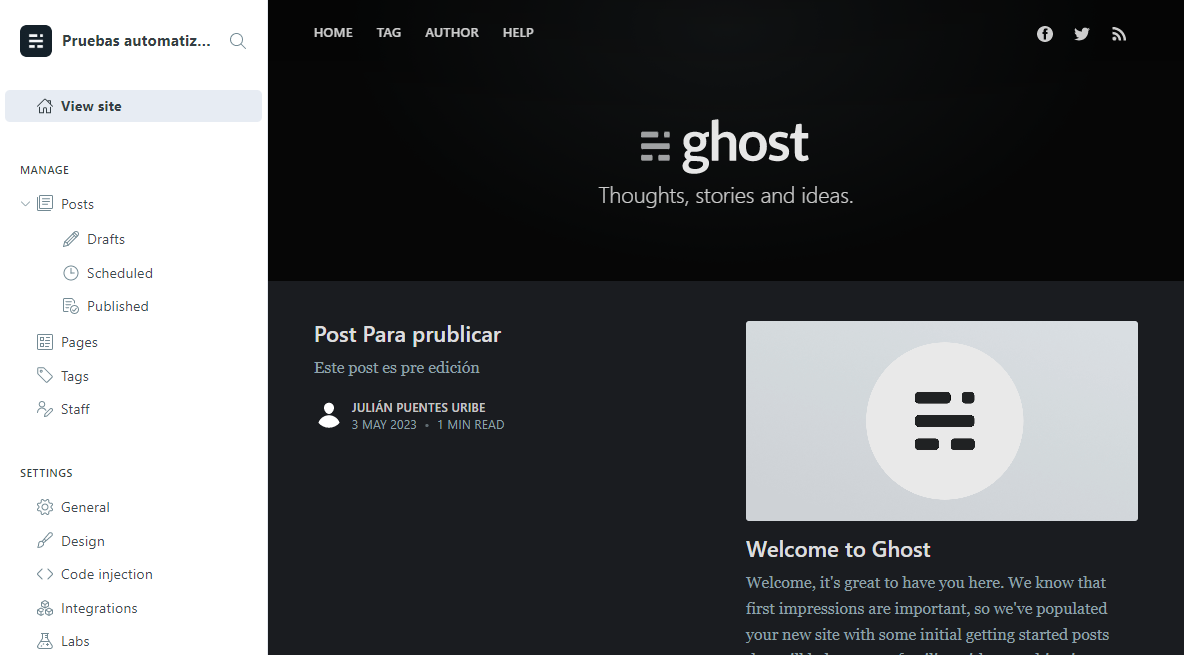 Pruebas automatiz...
View site
MANAGE
Posts
Drafts
Scheduled
Published
Pages
Tags
Staff
SETTINGS
General
Design
Code injection
Integrations
Labs
HOME TAG AUTHOR HELP
ghost
Thoughts, stories and ideas.
Post Para prublicar
Este post es pre edición
JULIÁN PUENTES URIBE
3 MAY 2023 • 1 MIN READ
Welcome to Ghost
Welcome, it's great to have you here. We know that
first impressions are important, so we've populated
your new site with some initial getting started posts